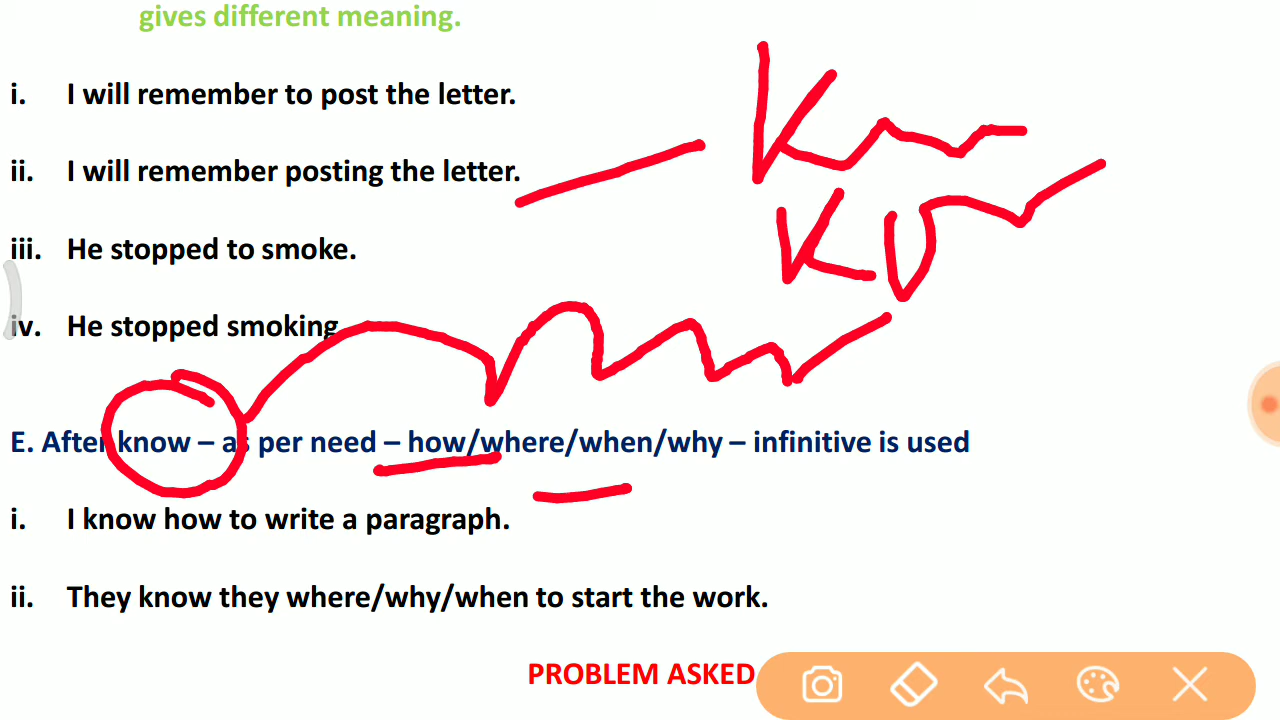 gives different meaning.
i. I will remember to post the letter.
ii. I will remember posting the letter.
iii. He stopped to smoke.
iv. He stopped smoking
E. After know – as per need – how/where/when/why – infinitive is used
i. I know how to write a paragraph.
ii. They know they where/why/when to start the work.
PROBLEM ASKED